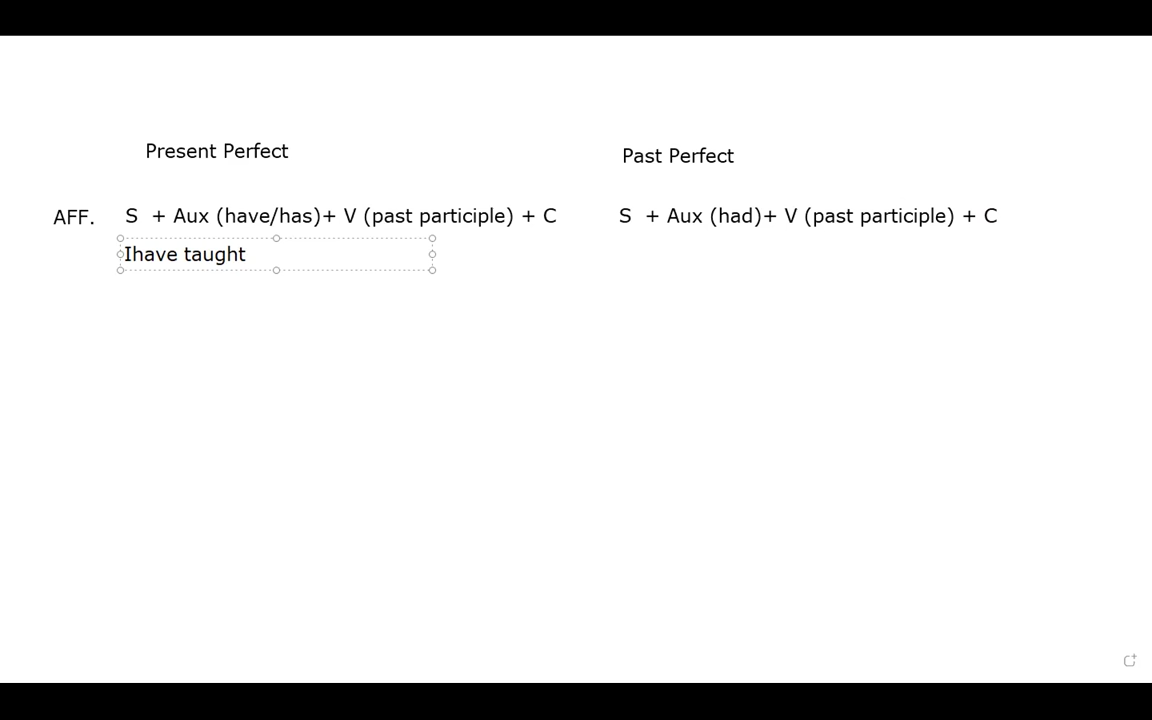 Present Perfect
Past Perfect
AFF. S + Aux (have/has)+ V (past participle) + C
S + Aux (had)+ V (past participle) + C
Ihave taught